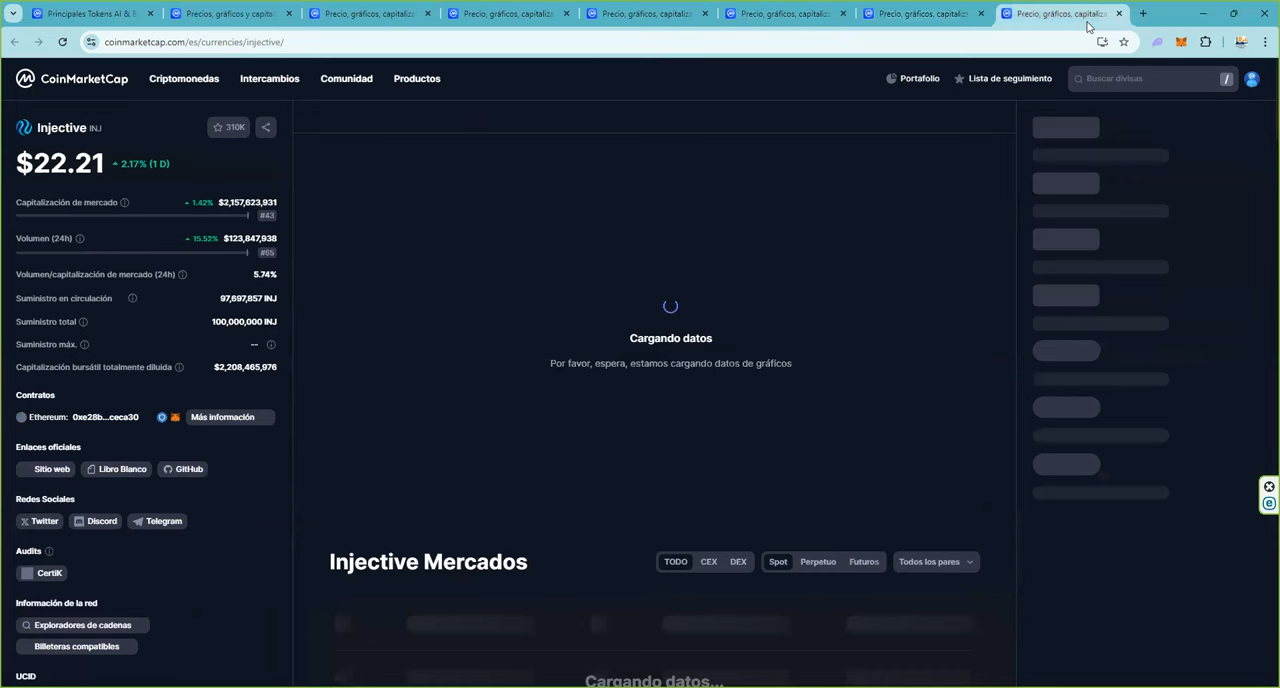 Principales Tokens AI & B
Precios, gráficos y capita
Precio, gráficos, capitaliz
Precio, gráficos, capitaliz
Precio, gráficos, capitaliz
Precio, gráficos, capitaliz
Precio, gráficos, capitaliz
Precio, gráficos, capitaliz
coinmarketcap.com/es/currencies/injective/
CoinMarketCap
Criptomonedas
Intercambios
Comunidad
Productos
Portafolio
Lista de seguimiento
Buscar divisas
/
Injective INJ
310K
$22.21
2.17% (1 D)
Capitalización de mercado
1.42% $2,157,623,931
#43
Volumen (24h)
15.52% $123,847,938
#65
Volumen/capitalización de mercado (24h)
5.74%
Suministro en circulación
97,697,857 INJ
Suministro total
100,000,000 INJ
Suministro máx.
--
Capitalización bursátil totalmente diluida
$2,208,465,976
Contratos
Ethereum: 0xe28b...ceca30
Más información
Enlaces oficiales
Sitio web
Libro Blanco
GitHub
Redes Sociales
Twitter
Discord
Telegram
Audits
CertiK
Información de la red
Exploradores de cadenas
Billeteras compatibles
UCID
Cargando datos
Por favor, espera, estamos cargando datos de gráficos
Injective Mercados
TODO
CEX
DEX
Spot
Perpetuo
Futuros
Todos los pares
Cargando datos...